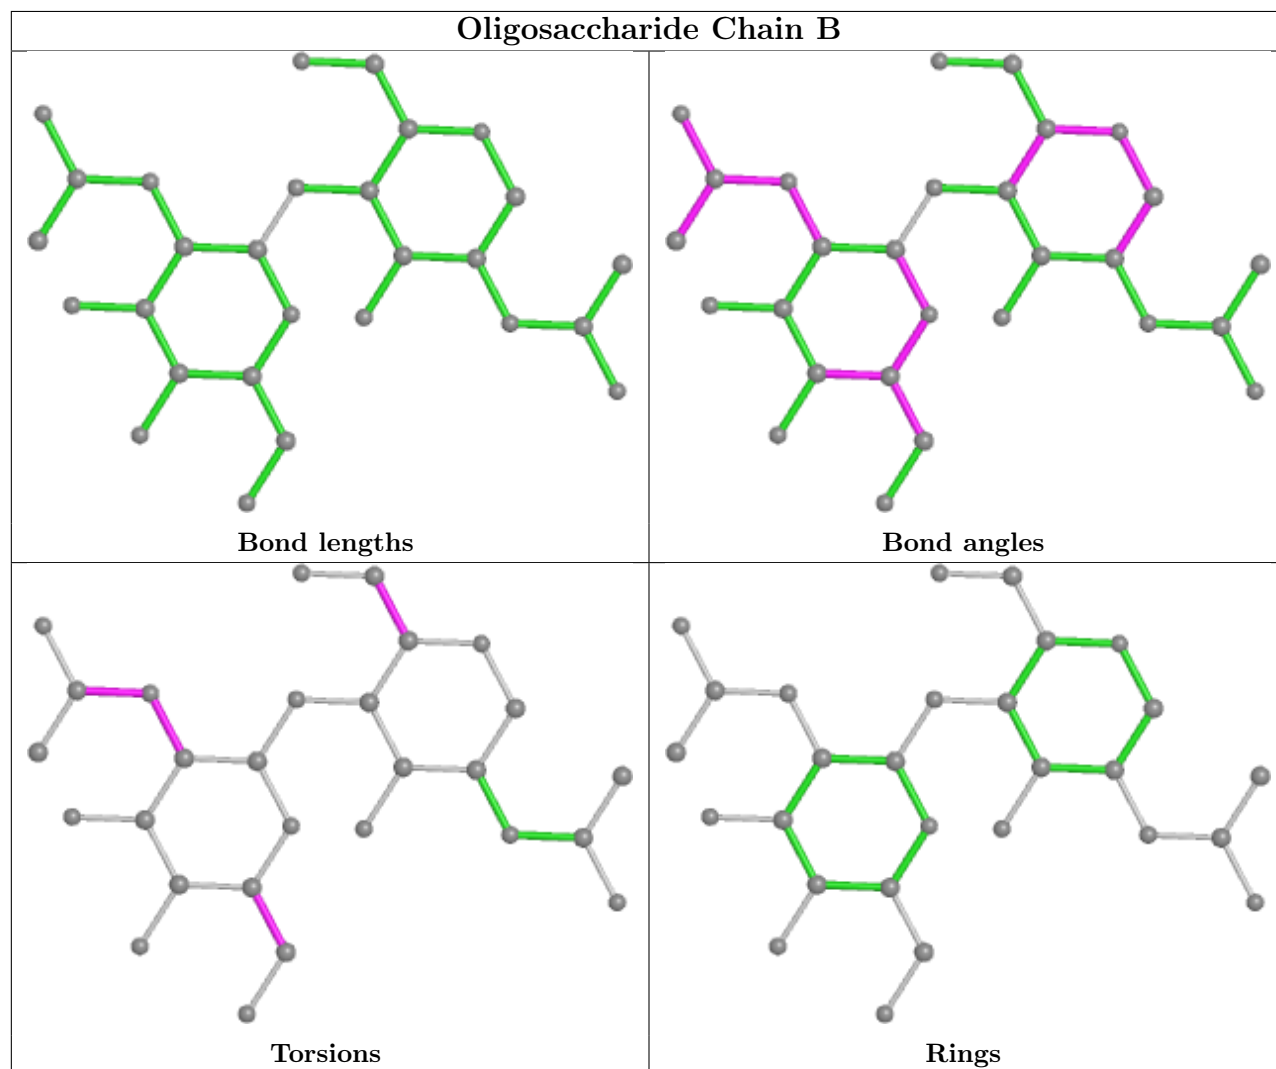 Oligosaccharide Chain B
Bond lengths
Bond angles
Torsions
Rings